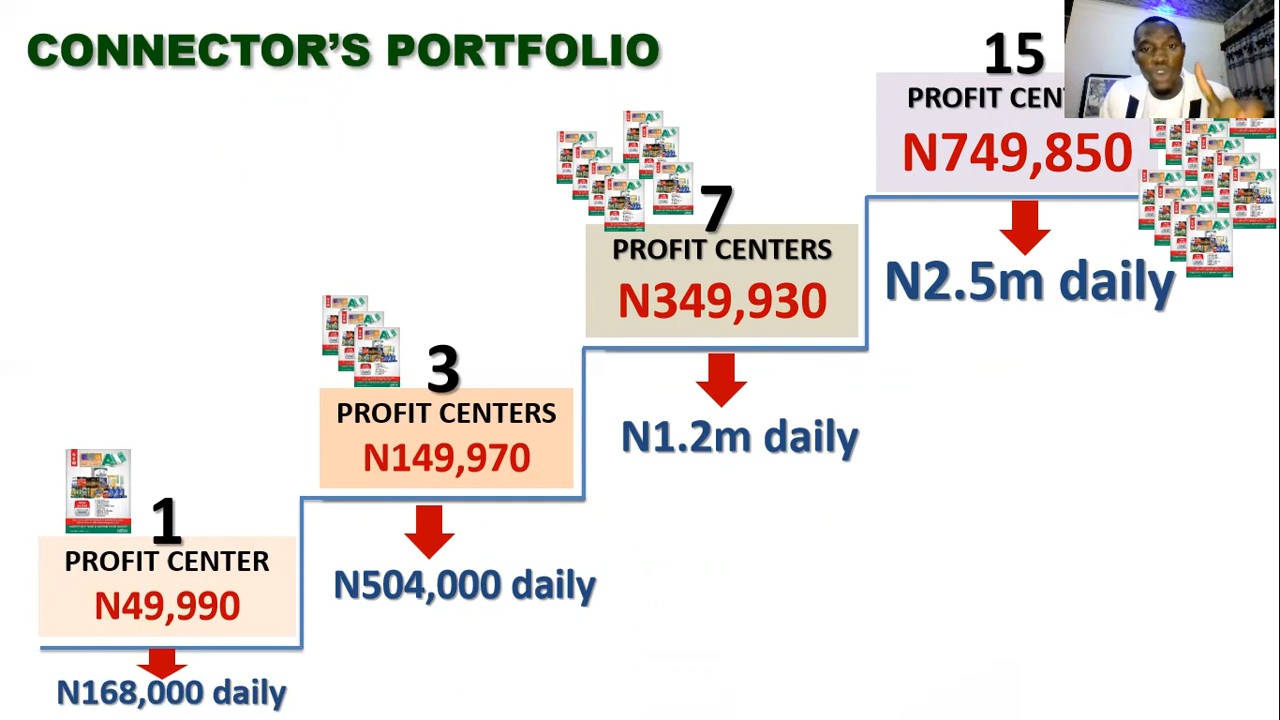 CONNECTOR'S PORTFOLIO
15
PROFIT CEN
N749,850
N2.5m daily
7
PROFIT CENTERS
N349,930
N1.2m daily
3
PROFIT CENTERS
N149,970
N504,000 daily
1
PROFIT CENTER
N49,990
N168,000 daily